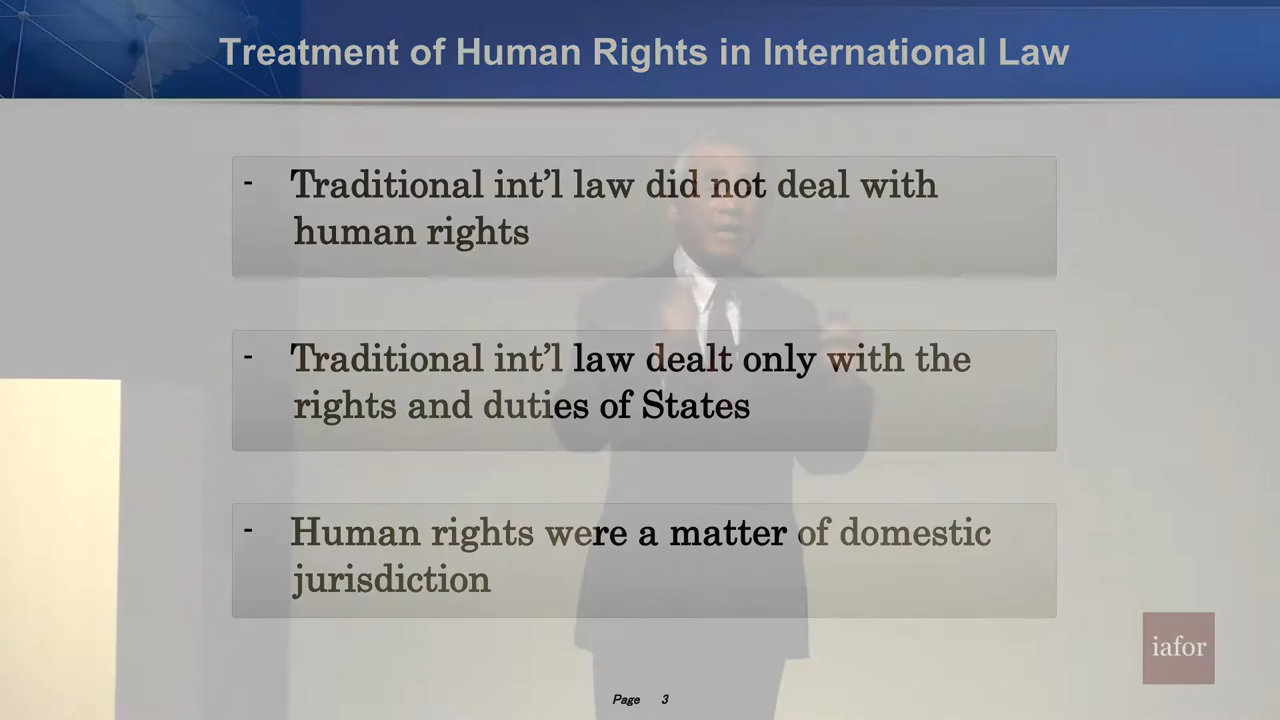 Treatment of Human Rights in International Law
- Traditional int’l law did not deal with
human rights
- Traditional int’l law dealt only with the
rights and duties of States
- Human rights were a matter of domestic
jurisdiction
iafor
Page 3